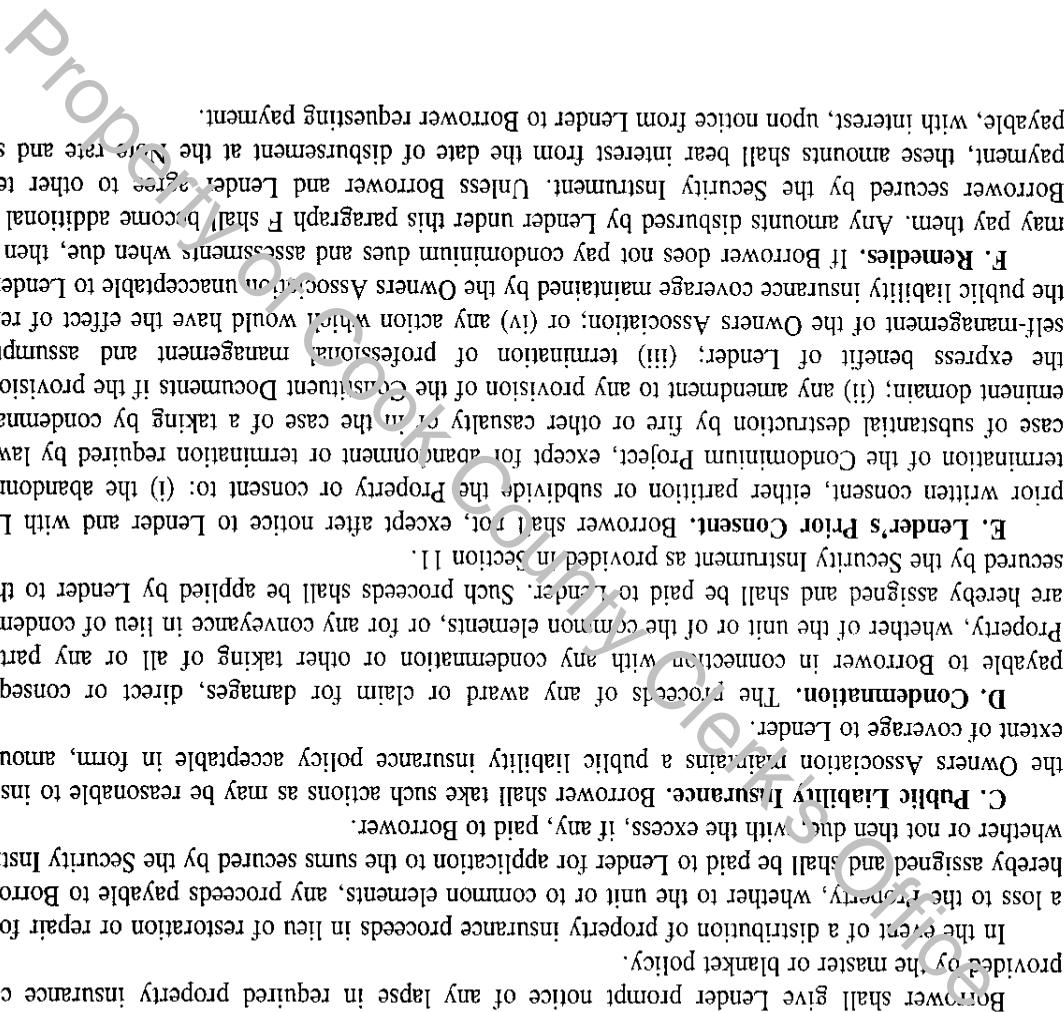 Borrower shall give Lender prompt notice of any lapse in required property insurance c
provided by the master or blanket policy.
In the event of a distribution of property insurance proceeds in lieu of restoration or repair fo
a loss to the Property, whether to the unit or to common elements, any proceeds payable to Borro
hereby assigned and shall be paid to Lender for application to the sums secured by the Security Inst
whether or not then due, with the excess, if any, paid to Borrower.
C. Public Liability Insurance. Borrower shall take such actions as may be reasonable to ins
the Owners Association maintains a public liability insurance policy acceptable in form, amou
extent of coverage to Lender.
D. Condemnation. The proceeds of any award or claim for damages, direct or conseq
payable to Borrower in connection with any condemnation or other taking of all or any part
Property, whether of the unit or of the common elements, or for any conveyance in lieu of condem
are hereby assigned and shall be paid to Lender. Such proceeds shall be applied by Lender to th
secured by the Security Instrument as provided in Section 11.
E. Lender's Prior Consent. Borrower shall not, except after notice to Lender and with L
prior written consent, either partition or subdivide the Property or consent to: (i) the abandonm
termination of the Condominium Project, except for abandonment or termination required by law
case of substantial destruction by fire or other casualty or in the case of a taking by condemna
eminent domain; (ii) any amendment to any provision of the Constituent Documents if the provisio
the express benefit of Lender; (iii) termination of professional management and assump
self-management of the Owners Association; or (iv) any action which would have the effect of re
the public liability insurance coverage maintained by the Owners Association unacceptable to Lende
F. Remedies. If Borrower does not pay condominium dues and assessments when due, then
may pay them. Any amounts disbursed by Lender under this paragraph F shall become additional
Borrower secured by the Security Instrument. Unless Borrower and Lender agree to other te
payment, these amounts shall bear interest from the date of disbursement at the Note rate and s
payable, with interest, upon notice from Lender to Borrower requesting payment.
Property of Cook County Clerk's Office